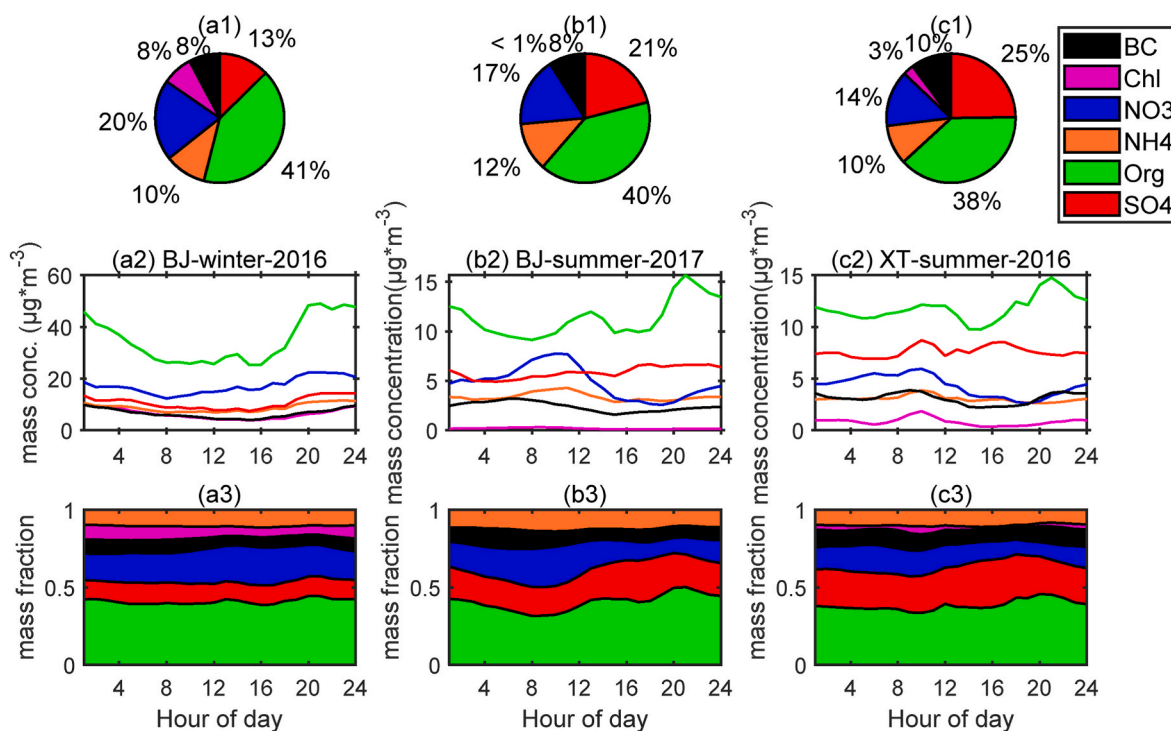 (a1)
8%
8%
13%
20%
10%
41%
(b1)
< 1%
8%
21%
17%
12%
40%
(c1)
3%
10%
25%
14%
10%
38%
BC
Chl
NO3
NH4
Org
SO4
(a2) BJ-winter-2016
mass conc. (µg*m-3)
60
40
20
0
4 8 12 16 20 24
(b2) BJ-summer-2017
mass concentration(µg*m-3)
15
10
5
0
4 8 12 16 20 24
(c2) XT-summer-2016
mass concentration(µg*m-3)
15
10
5
0
4 8 12 16 20 24
(a3)
mass fraction
1
0.5
0
4 8 12 16 20 24
Hour of day
(b3)
mass fraction
1
0.5
0
4 8 12 16 20 24
Hour of day
(c3)
mass fraction
1
0.5
0
4 8 12 16 20 24
Hour of day